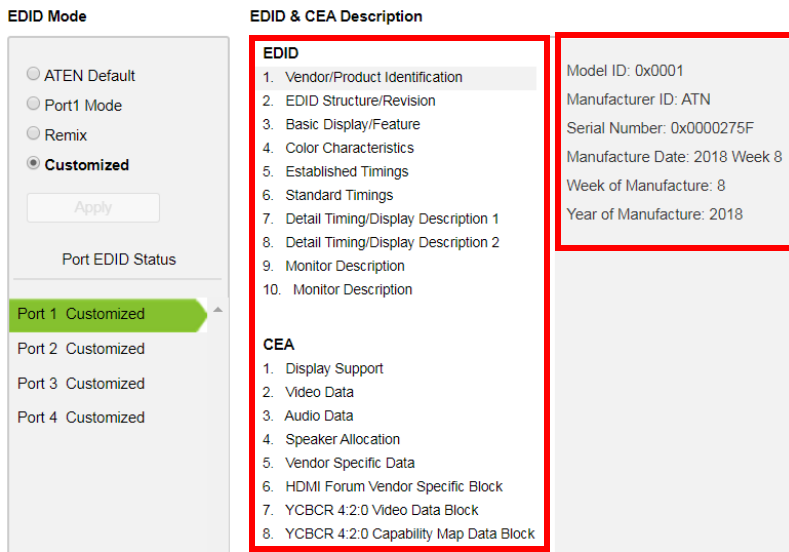 EDID Mode
ATEN Default
Port1 Mode
Remix
Customized
Apply
Port EDID Status
Port 1 Customized
Port 2 Customized
Port 3 Customized
Port 4 Customized
EDID & CEA Description
EDID
1. Vendor/Product Identification
2. EDID Structure/Revision
3. Basic Display/Feature
4. Color Characteristics
5. Established Timings
6. Standard Timings
7. Detail Timing/Display Description 1
8. Detail Timing/Display Description 2
9. Monitor Description
10. Monitor Description
CEA
1. Display Support
2. Video Data
3. Audio Data
4. Speaker Allocation
5. Vendor Specific Data
6. HDMI Forum Vendor Specific Block
7. YCBCR 4:2:0 Video Data Block
8. YCBCR 4:2:0 Capability Map Data Block
Model ID: 0x0001
Manufacturer ID: ATN
Serial Number: 0x0000275F
Manufacture Date: 2018 Week 8
Week of Manufacture: 8
Year of Manufacture: 2018